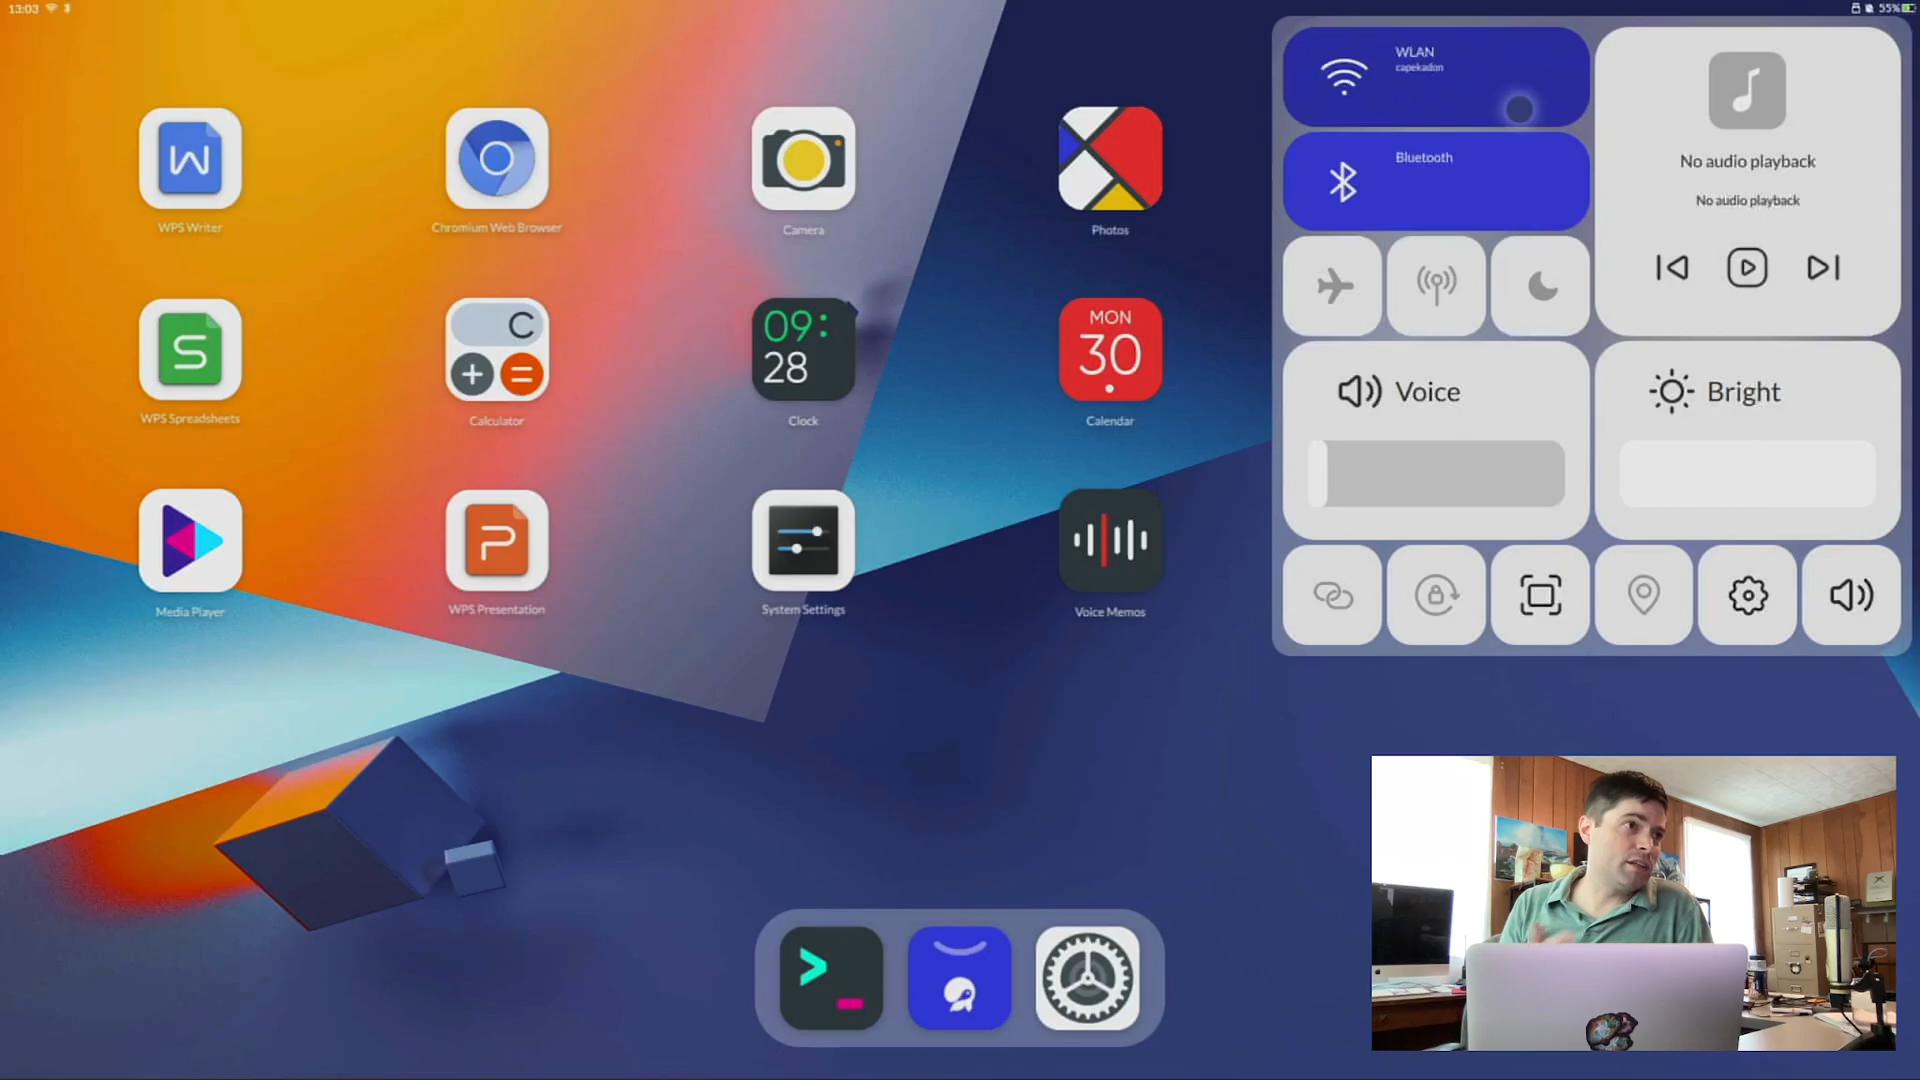 13:03
55%
WLAN
capekadon
Bluetooth
No audio playback
No audio playback
Voice
Bright
W
WPS Writer
Chromium Web Browser
Camera
Photos
S
WPS Spreadsheets
C
+ =
Calculator
09:
28
Clock
MON
30
Calendar
Media Player
P
WPS Presentation
System Settings
Voice Memos
>_